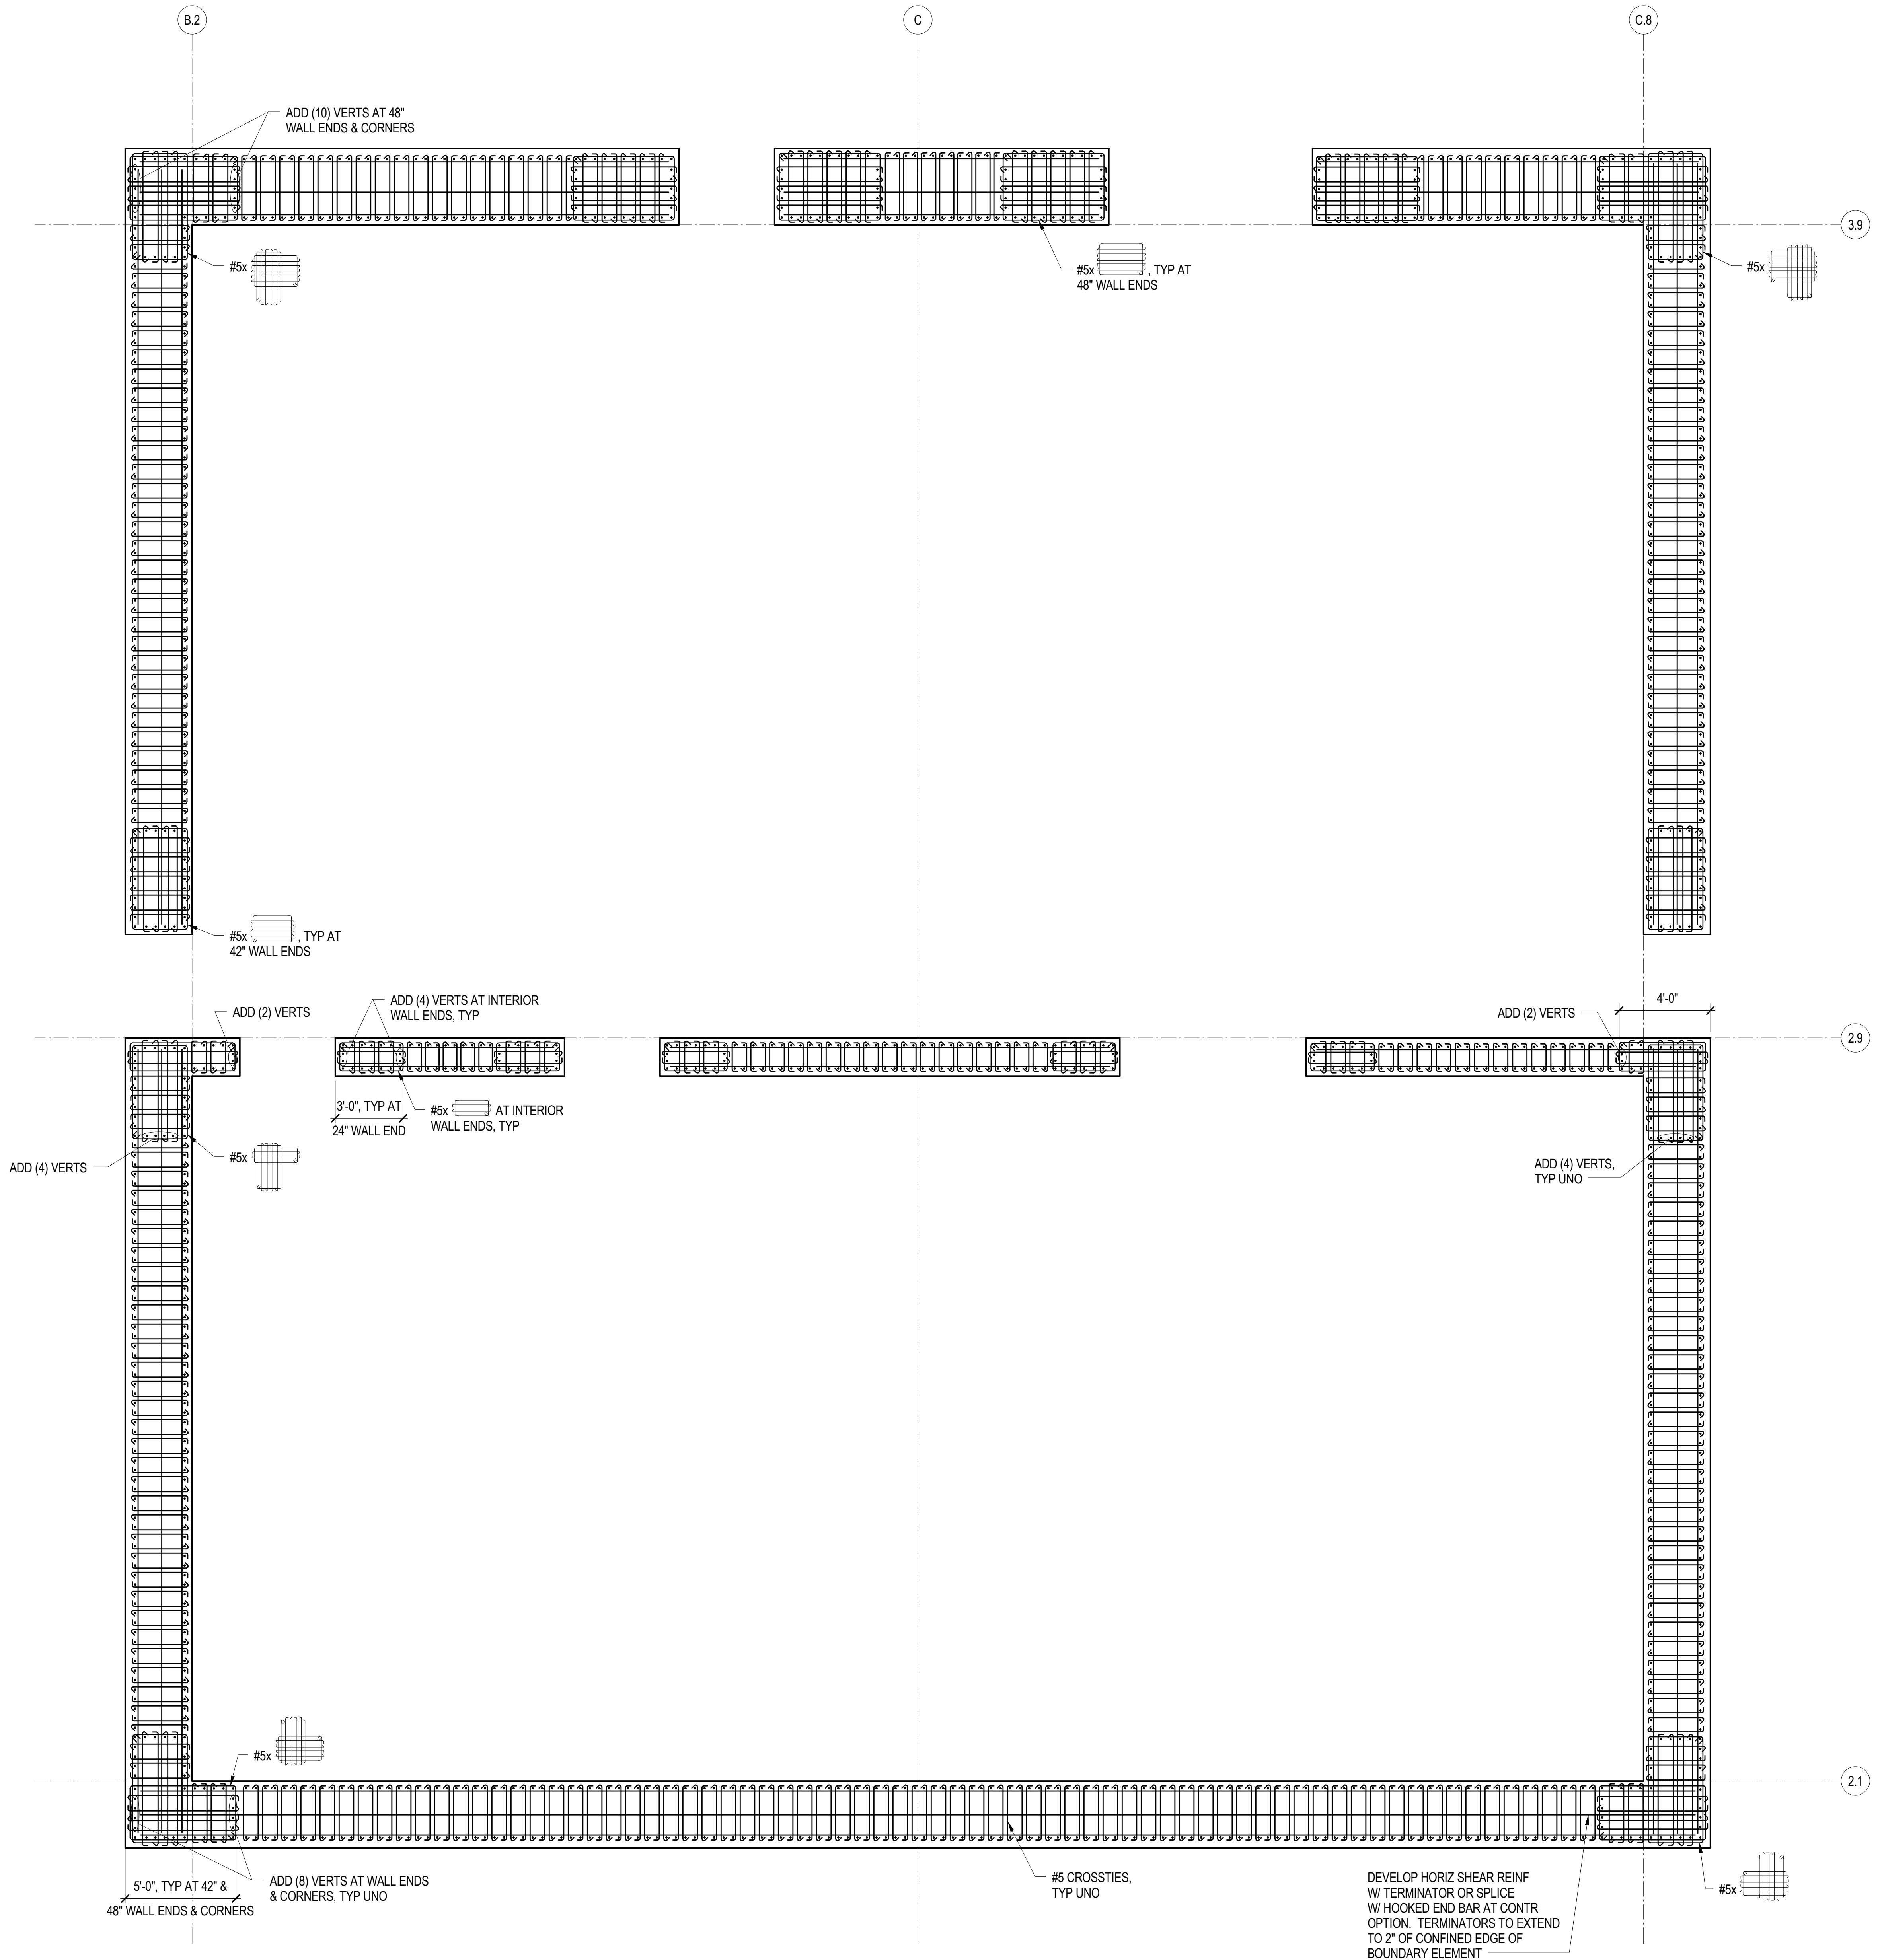 B.2
C
C.8
ADD (10) VERTS AT 48"
WALL ENDS & CORNERS
3.9
#5x
#5x , TYP AT
48" WALL ENDS
#5x
#5x , TYP AT
42" WALL ENDS
ADD (2) VERTS
ADD (4) VERTS AT INTERIOR
WALL ENDS, TYP
ADD (2) VERTS
4'-0"
2.9
3'-0", TYP AT
24" WALL END
#5x AT INTERIOR
WALL ENDS, TYP
#5x
ADD (4) VERTS
ADD (4) VERTS,
TYP UNO
#5x
2.1
5'-0", TYP AT 42" &
48" WALL ENDS & CORNERS
ADD (8) VERTS AT WALL ENDS
& CORNERS, TYP UNO
#5 CROSSTIES,
TYP UNO
DEVELOP HORIZ SHEAR REINF
W/ TERMINATOR OR SPLICE
W/ HOOKED END BAR AT CONTR
OPTION. TERMINATORS TO EXTEND
TO 2" OF CONFINED EDGE OF
BOUNDARY ELEMENT
#5x